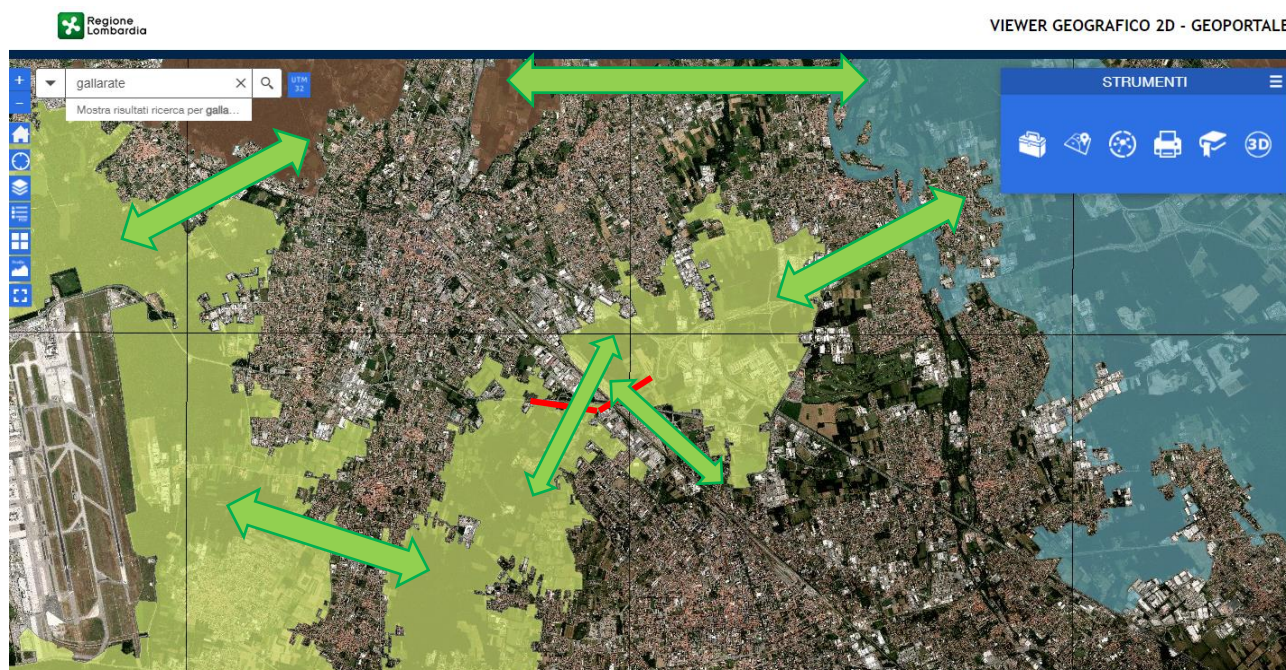 Regione
Lombardia
VIEWER GEOGRAFICO 2D - GEOPORTALE
+
gallarate
UTM
32
STRUMENTI
−
Mostra risultati ricerca per galla...
3D